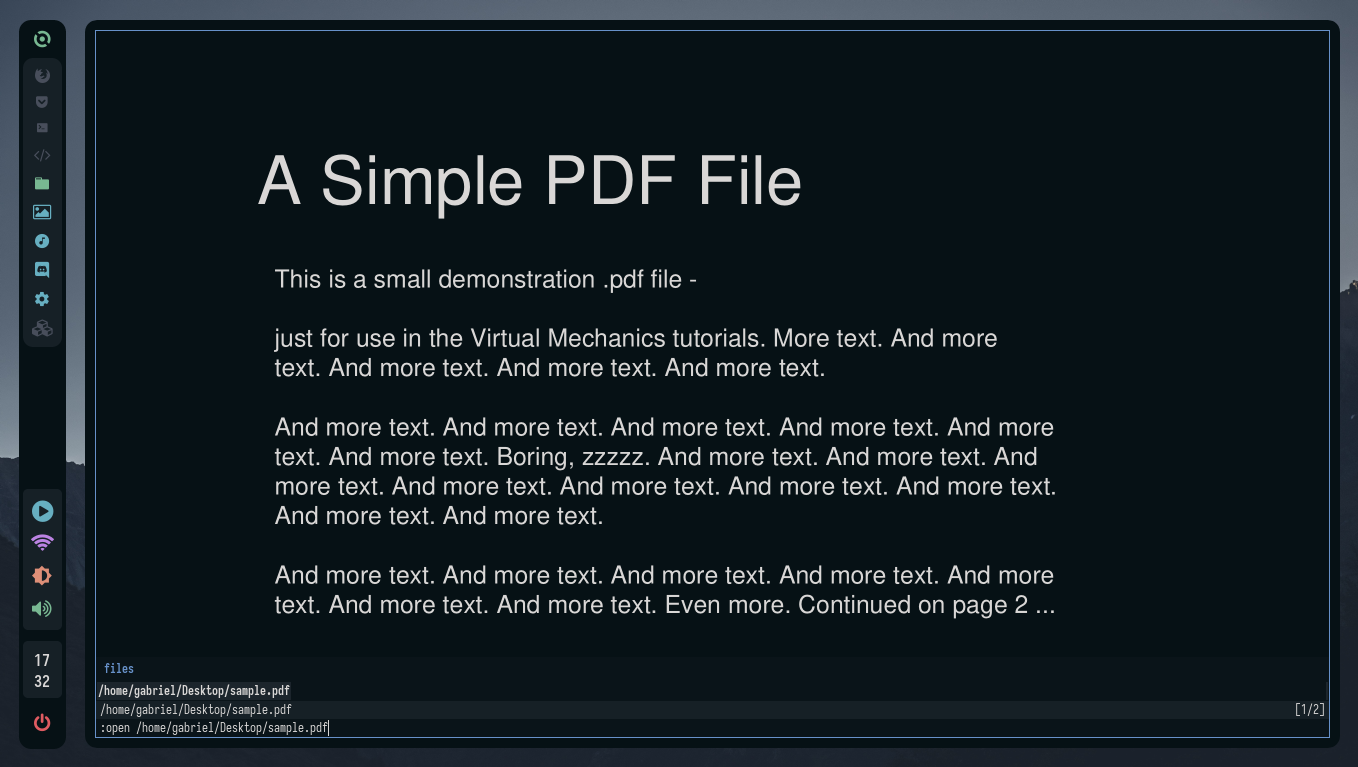 A Simple PDF File
This is a small demonstration .pdf file -
just for use in the Virtual Mechanics tutorials. More text. And more
text. And more text. And more text. And more text.
And more text. And more text. And more text. And more text. And more
text. And more text. Boring, zzzzz. And more text. And more text. And
more text. And more text. And more text. And more text. And more text.
And more text. And more text.
And more text. And more text. And more text. And more text. And more
text. And more text. And more text. Even more. Continued on page 2 ...
files
/home/gabriel/Desktop/sample.pdf
/home/gabriel/Desktop/sample.pdf [1/2]
:open /home/gabriel/Desktop/sample.pdf
17
32